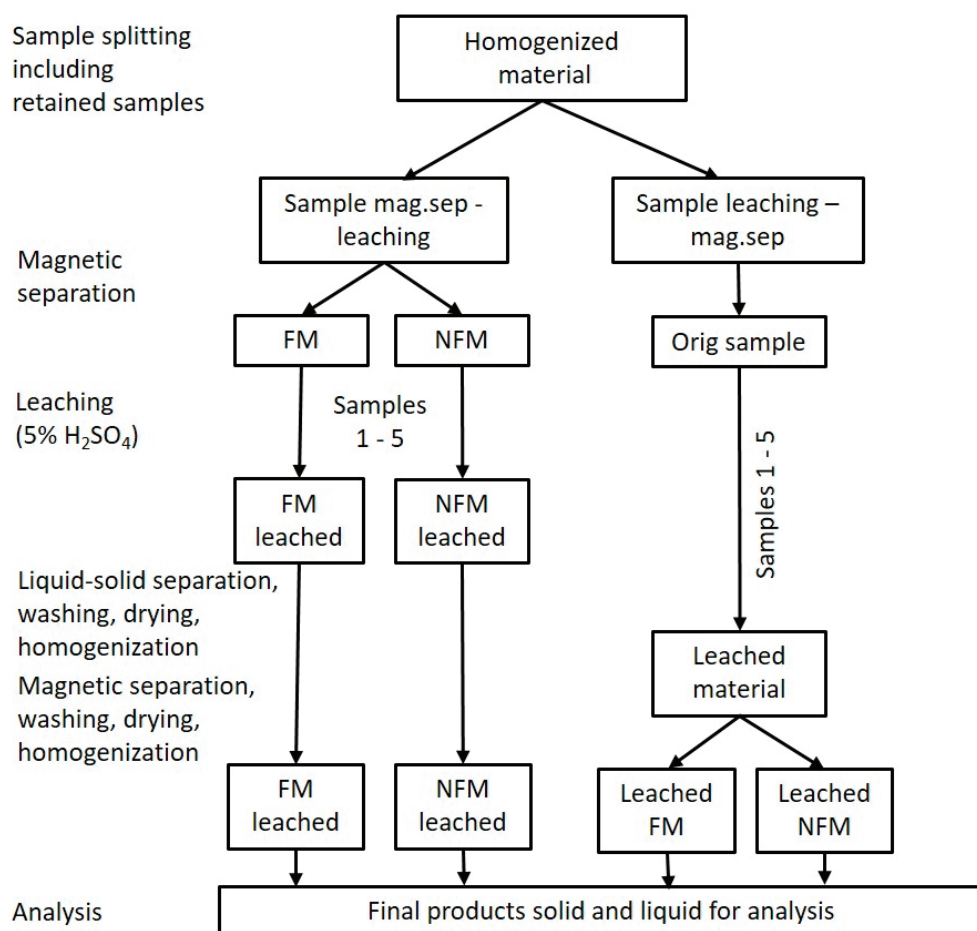 Sample splitting
including
retained samples
Homogenized
material
Sample mag.sep -
leaching
Sample leaching –
mag.sep
Magnetic
separation
FM
NFM
Orig sample
Leaching
(5% H₂SO₄)
Samples
1 - 5
Samples 1 - 5
FM
leached
NFM
leached
Liquid-solid separation,
washing, drying,
homogenization
Leached
material
Magnetic separation,
washing, drying,
homogenization
FM
leached
NFM
leached
Leached
FM
Leached
NFM
Analysis
Final products solid and liquid for analysis